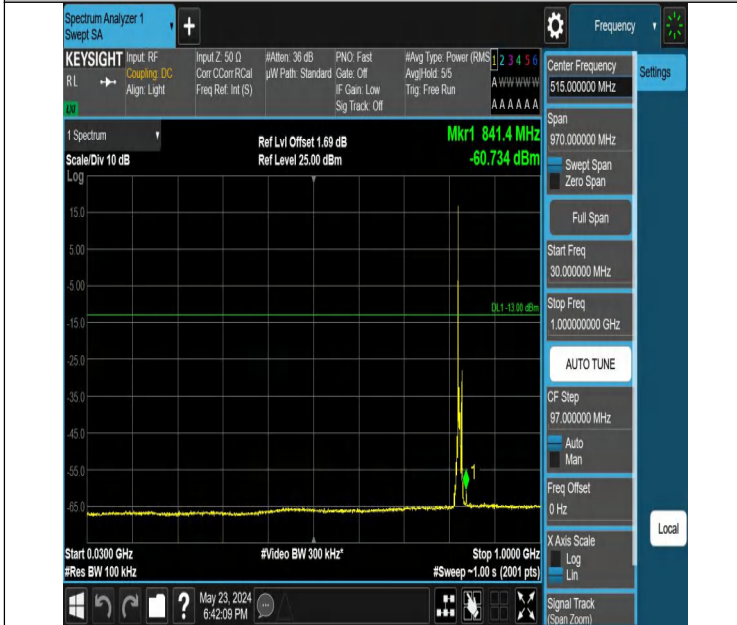 Spectrum Analyzer 1
Swept SA
+
Frequency
KEYSIGHT
RL
Input: RF
Coupling: DC
Align: Light
Input Z: 50 Ω
Corr CCorr RCal
Freq Ref: Int (S)
#Atten: 36 dB
µW Path: Standard
PNO: Fast
Gate: Off
IF Gain: Low
Sig Track: Off
#Avg Type: Power (RMS
Avg|Hold: 5/5
Trig: Free Run
1 2 3 4 5 6
A W W W W W
A A A A A A
1 Spectrum
Scale/Div 10 dB
Log
Ref Lvl Offset 1.69 dB
Ref Level 25.00 dBm
Mkr1 841.4 MHz
-60.734 dBm
15.0
5.00
-5.00
-15.0
-25.0
-35.0
-45.0
-55.0
-65.0
DL1 -13.00 dBm
1
Start 0.0300 GHz
#Res BW 100 kHz
#Video BW 300 kHz*
Stop 1.0000 GHz
#Sweep ~1.00 s (2001 pts)
Center Frequency
515.000000 MHz
Span
970.000000 MHz
Swept Span
Zero Span
Full Span
Start Freq
30.000000 MHz
Stop Freq
1.000000000 GHz
AUTO TUNE
CF Step
97.000000 MHz
Auto
Man
Freq Offset
0 Hz
X Axis Scale
Log
Lin
Signal Track
(Span Zoom)
Settings
Local
?
May 23, 2024
6:42:09 PM